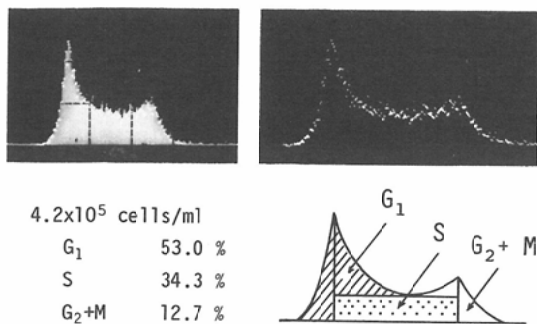 4.2x10⁵ cells/ml
G₁ 53.0 %
S 34.3 %
G₂+M 12.7 %
G₁
S
G₂+ M